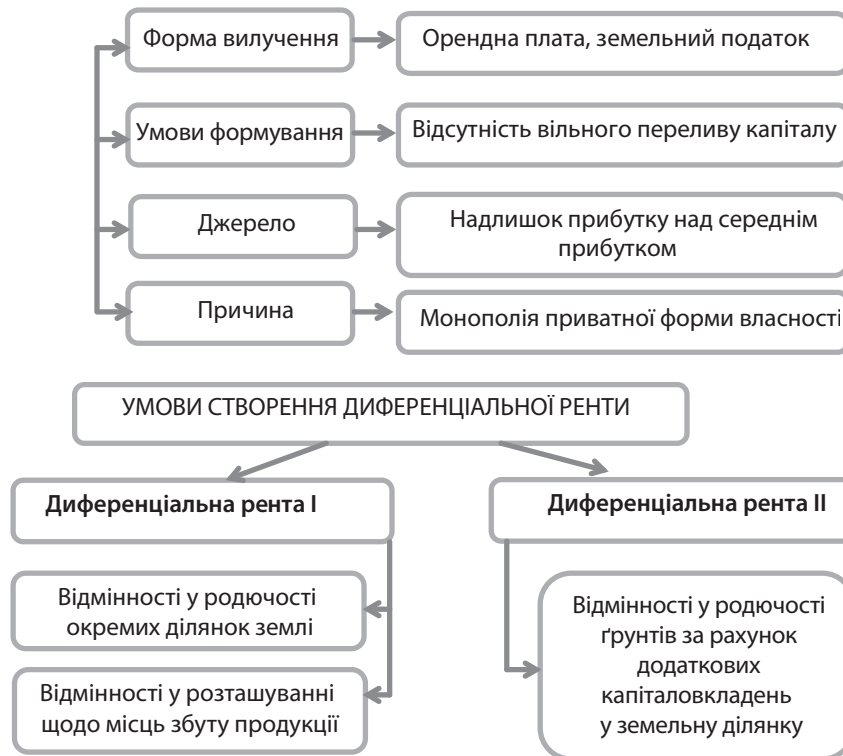 Форма вилучення
Орендна плата, земельний податок
Умови формування
Відсутність вільного переливу капіталу
Джерело
Надлишок прибутку над середнім
прибутком
Причина
Монополія приватної форми власності
УМОВИ СТВОРЕННЯ ДИФЕРЕНЦІАЛЬНОЇ РЕНТИ
Диференціальна рента І
Диференціальна рента ІІ
Відмінності у родючості
окремих ділянок землі
Відмінності у розташуванні
щодо місць збуту продукції
Відмінності у родючості
ґрунтів за рахунок
додаткових
капіталовкладень
у земельну ділянку